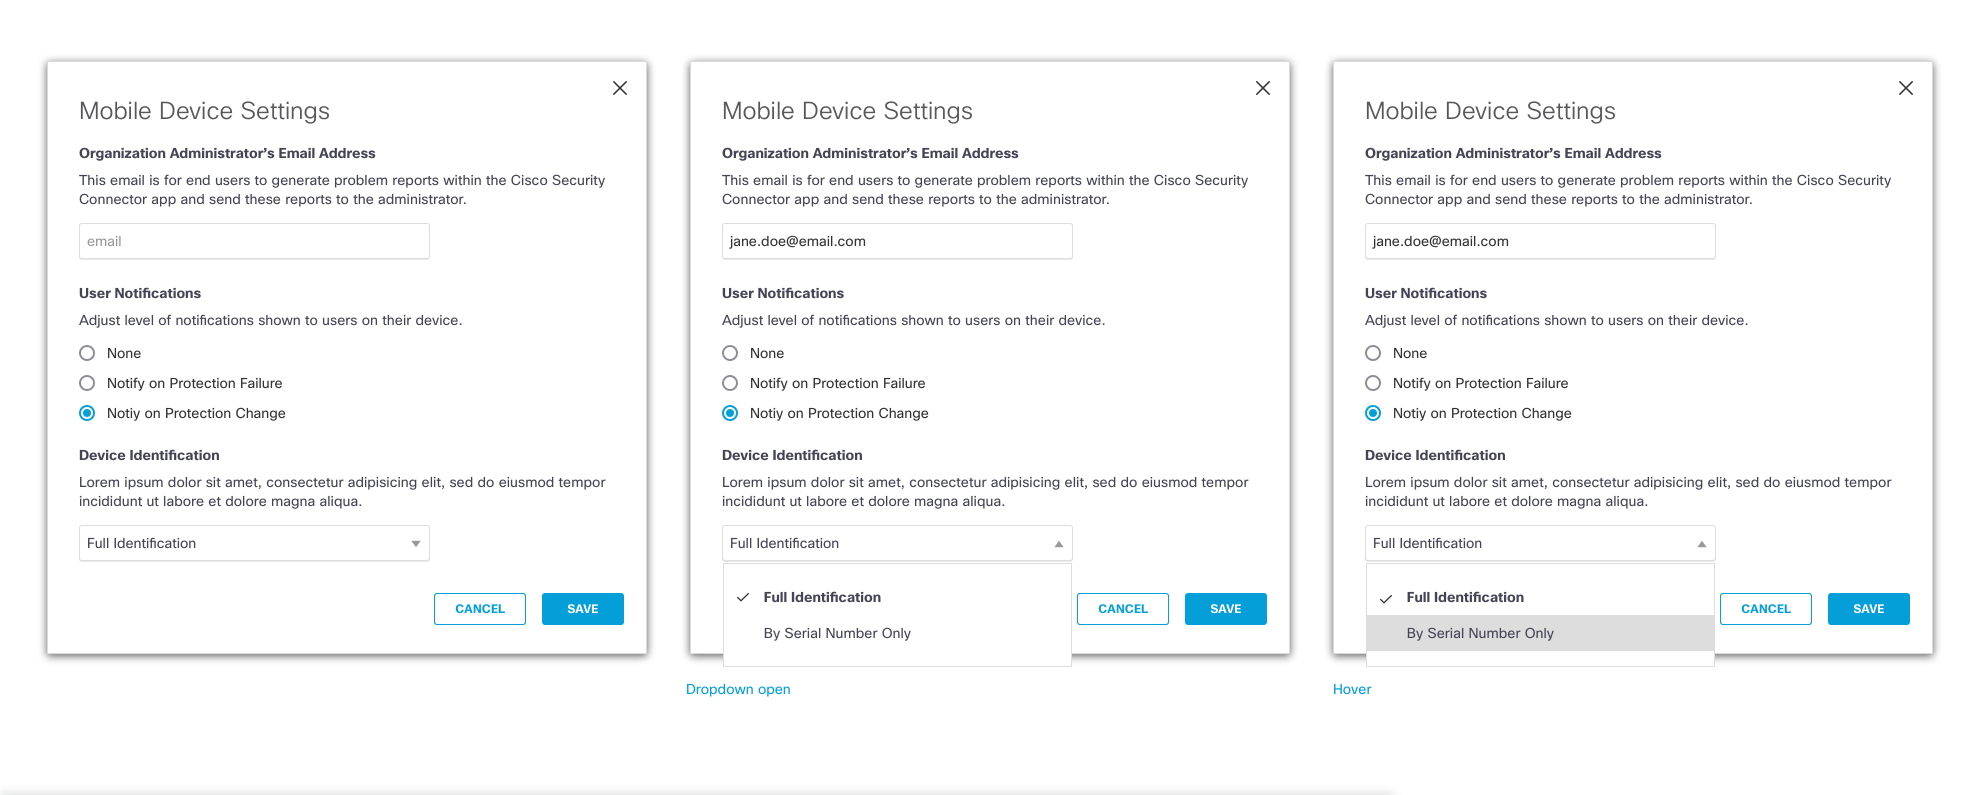 Mobile Device Settings
Organization Administrator's Email Address
This email is for end users to generate problem reports within the Cisco Security
Connector app and send these reports to the administrator.
email
User Notifications
Adjust level of notifications shown to users on their device.
None
Notify on Protection Failure
Notiy on Protection Change
Device Identification
Lorem ipsum dolor sit amet, consectetur adipisicing elit, sed do eiusmod tempor
incididunt ut labore et dolore magna aliqua.
Full Identification
CANCEL SAVE
Mobile Device Settings
Organization Administrator's Email Address
This email is for end users to generate problem reports within the Cisco Security
Connector app and send these reports to the administrator.
jane.doe@email.com
User Notifications
Adjust level of notifications shown to users on their device.
None
Notify on Protection Failure
Notiy on Protection Change
Device Identification
Lorem ipsum dolor sit amet, consectetur adipisicing elit, sed do eiusmod tempor
incididunt ut labore et dolore magna aliqua.
Full Identification
Full Identification
By Serial Number Only
CANCEL SAVE
Dropdown open
Mobile Device Settings
Organization Administrator's Email Address
This email is for end users to generate problem reports within the Cisco Security
Connector app and send these reports to the administrator.
jane.doe@email.com
User Notifications
Adjust level of notifications shown to users on their device.
None
Notify on Protection Failure
Notiy on Protection Change
Device Identification
Lorem ipsum dolor sit amet, consectetur adipisicing elit, sed do eiusmod tempor
incididunt ut labore et dolore magna aliqua.
Full Identification
Full Identification
By Serial Number Only
CANCEL SAVE
Hover